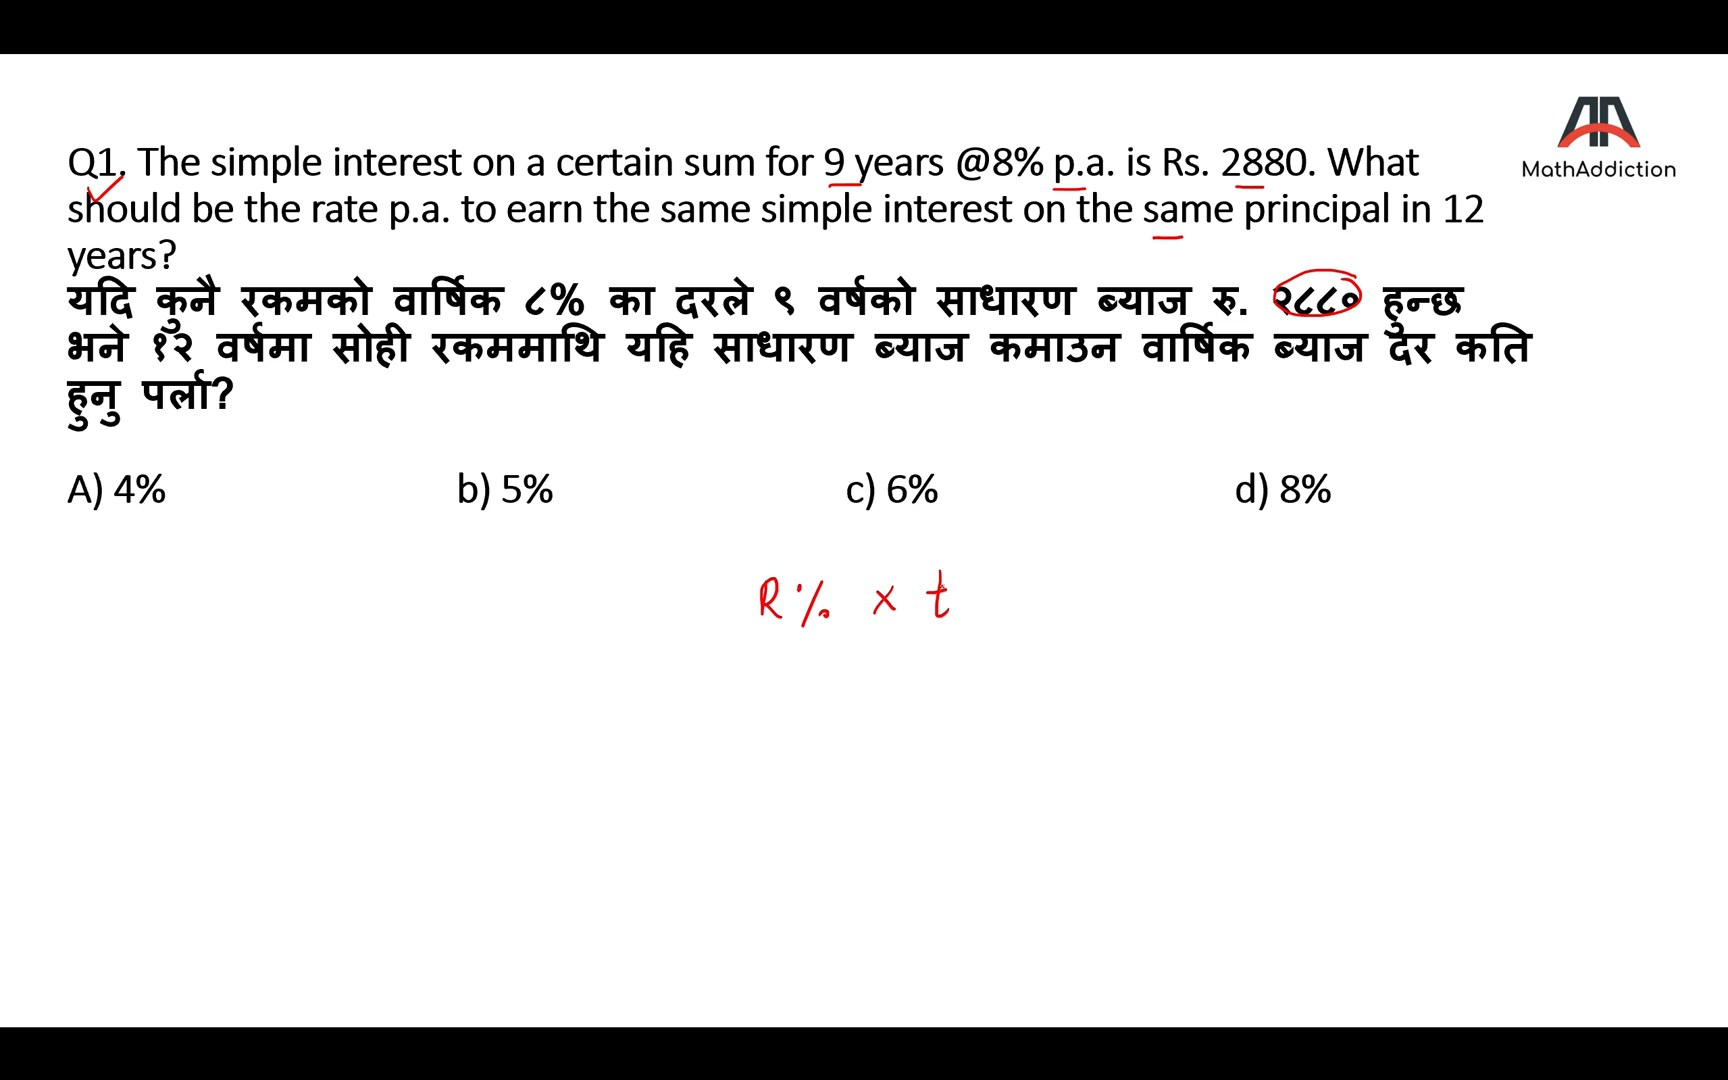 MathAddiction
Q1. The simple interest on a certain sum for 9 years @8% p.a. is Rs. 2880. What
should be the rate p.a. to earn the same simple interest on the same principal in 12
years?
यदि कुनै रकमको वार्षिक ८% का दरले ९ वर्षको साधारण ब्याज रु. २८८० हुन्छ
भने १२ वर्षमा सोही रकममाथि यहि साधारण ब्याज कमाउन वार्षिक ब्याज दर कति
हुनु पर्ला?
A) 4% b) 5% c) 6% d) 8%
R% × t